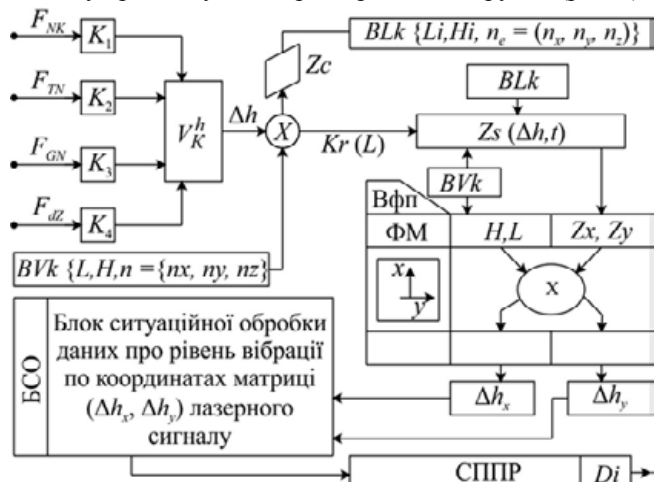 F_NK K_1
F_TN K_2
F_GN K_3
F_dZ K_4
V_K^h
Δh
X
Zc
BLk {Li,Hi, n_e = (n_x, n_y, n_z)}
BLk
Kr (L)
Zs (Δh,t)
BVk
BVk {L,H,n ={nx, ny, nz}
Вфп
ФМ H,L Zx, Zy
x
y
x
Δh_x Δh_y
БСО
Блок ситуаційної обробки
даних про рівень вібрації
по координатах матриці
(Δh_x, Δh_y) лазерного
сигналу
СППР Di